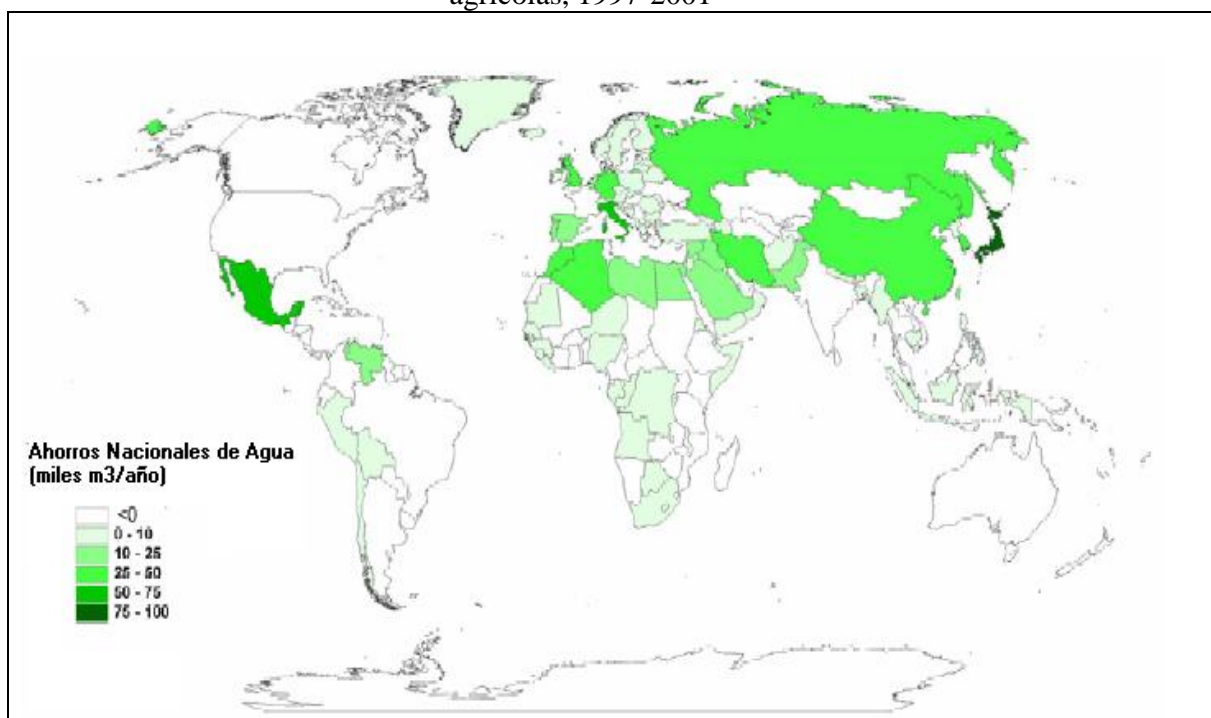 agrícolas, 1997-2001
Ahorros Nacionales de Agua
(miles m3/año)
<0
0 - 10
10 - 25
25 - 50
50 - 75
75 - 100